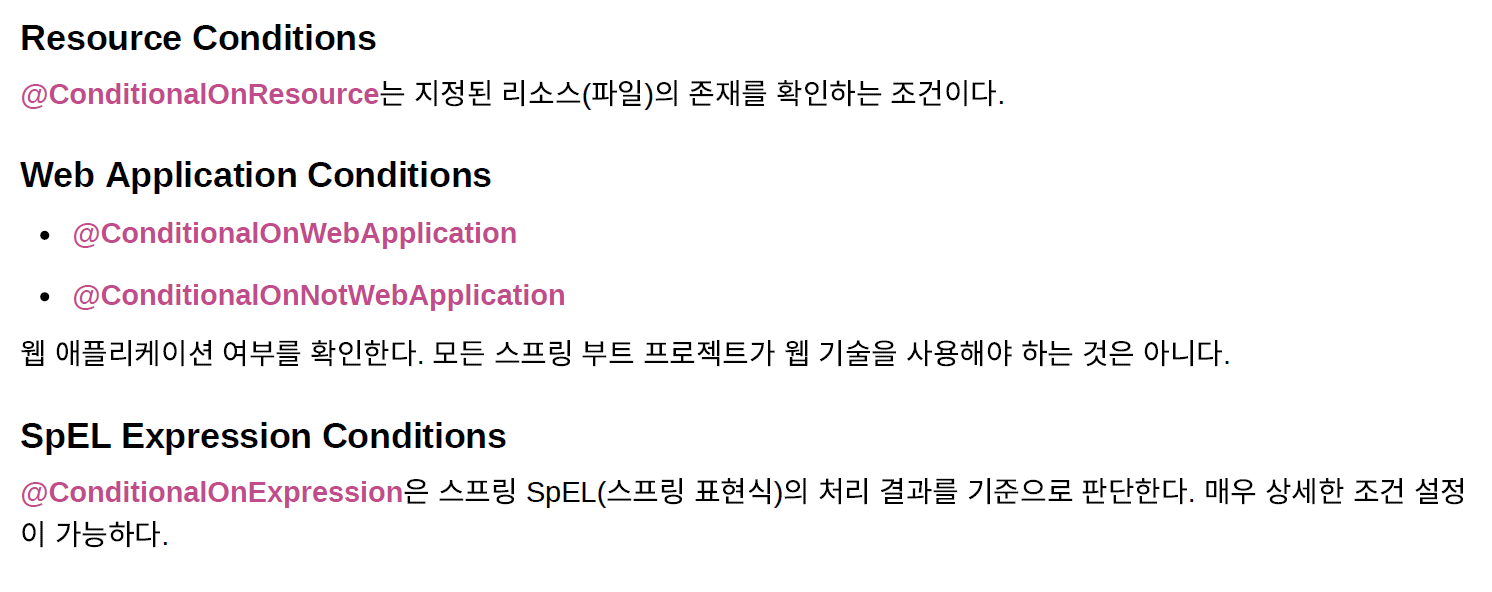 Resource Conditions
@ConditionalOnResource는 지정된 리소스(파일)의 존재를 확인하는 조건이다.
Web Application Conditions
• @ConditionalOnWebApplication
• @ConditionalOnNotWebApplication
웹 애플리케이션 여부를 확인한다. 모든 스프링 부트 프로젝트가 웹 기술을 사용해야 하는 것은 아니다.
SpEL Expression Conditions
@ConditionalOnExpression은 스프링 SpEL(스프링 표현식)의 처리 결과를 기준으로 판단한다. 매우 상세한 조건 설정
이 가능하다.